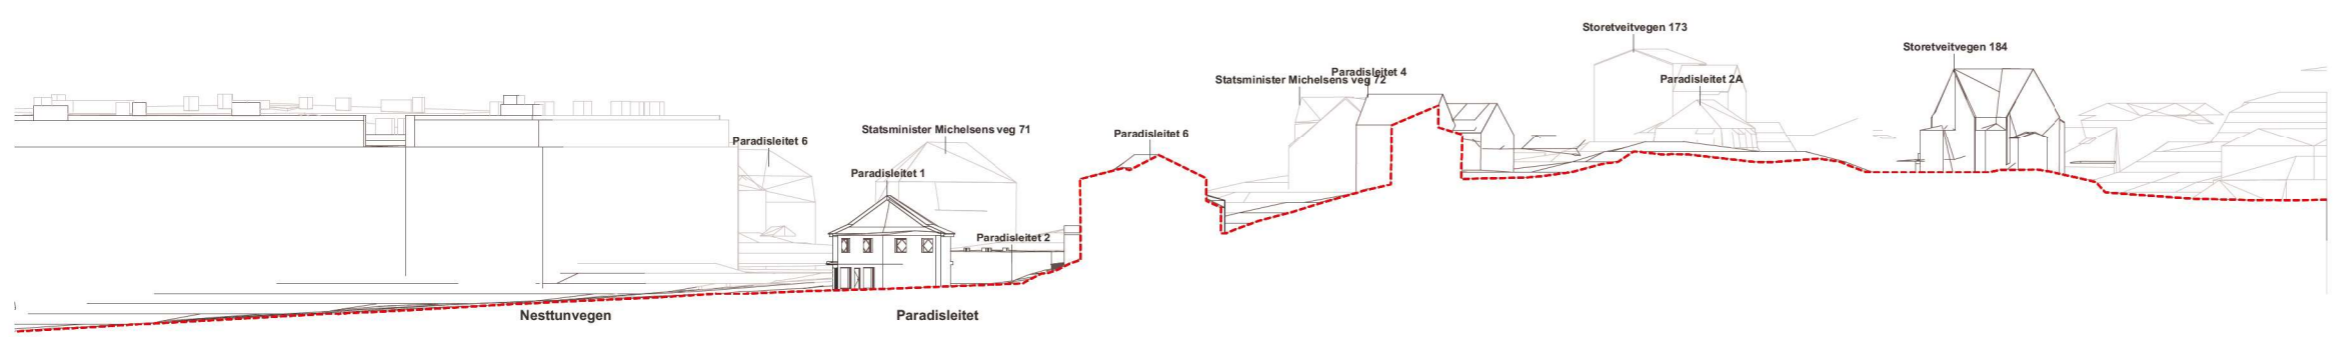 Storetveitvegen 173
Storetveitvegen 184
Paradisleitet 4
Statsminister Michelsens veg 72
Paradisleitet 2A
Statsminister Michelsens veg 71
Paradisleitet 6
Paradisleitet 6
Paradisleitet 1
Paradisleitet 2
Nesttunvegen
Paradisleitet